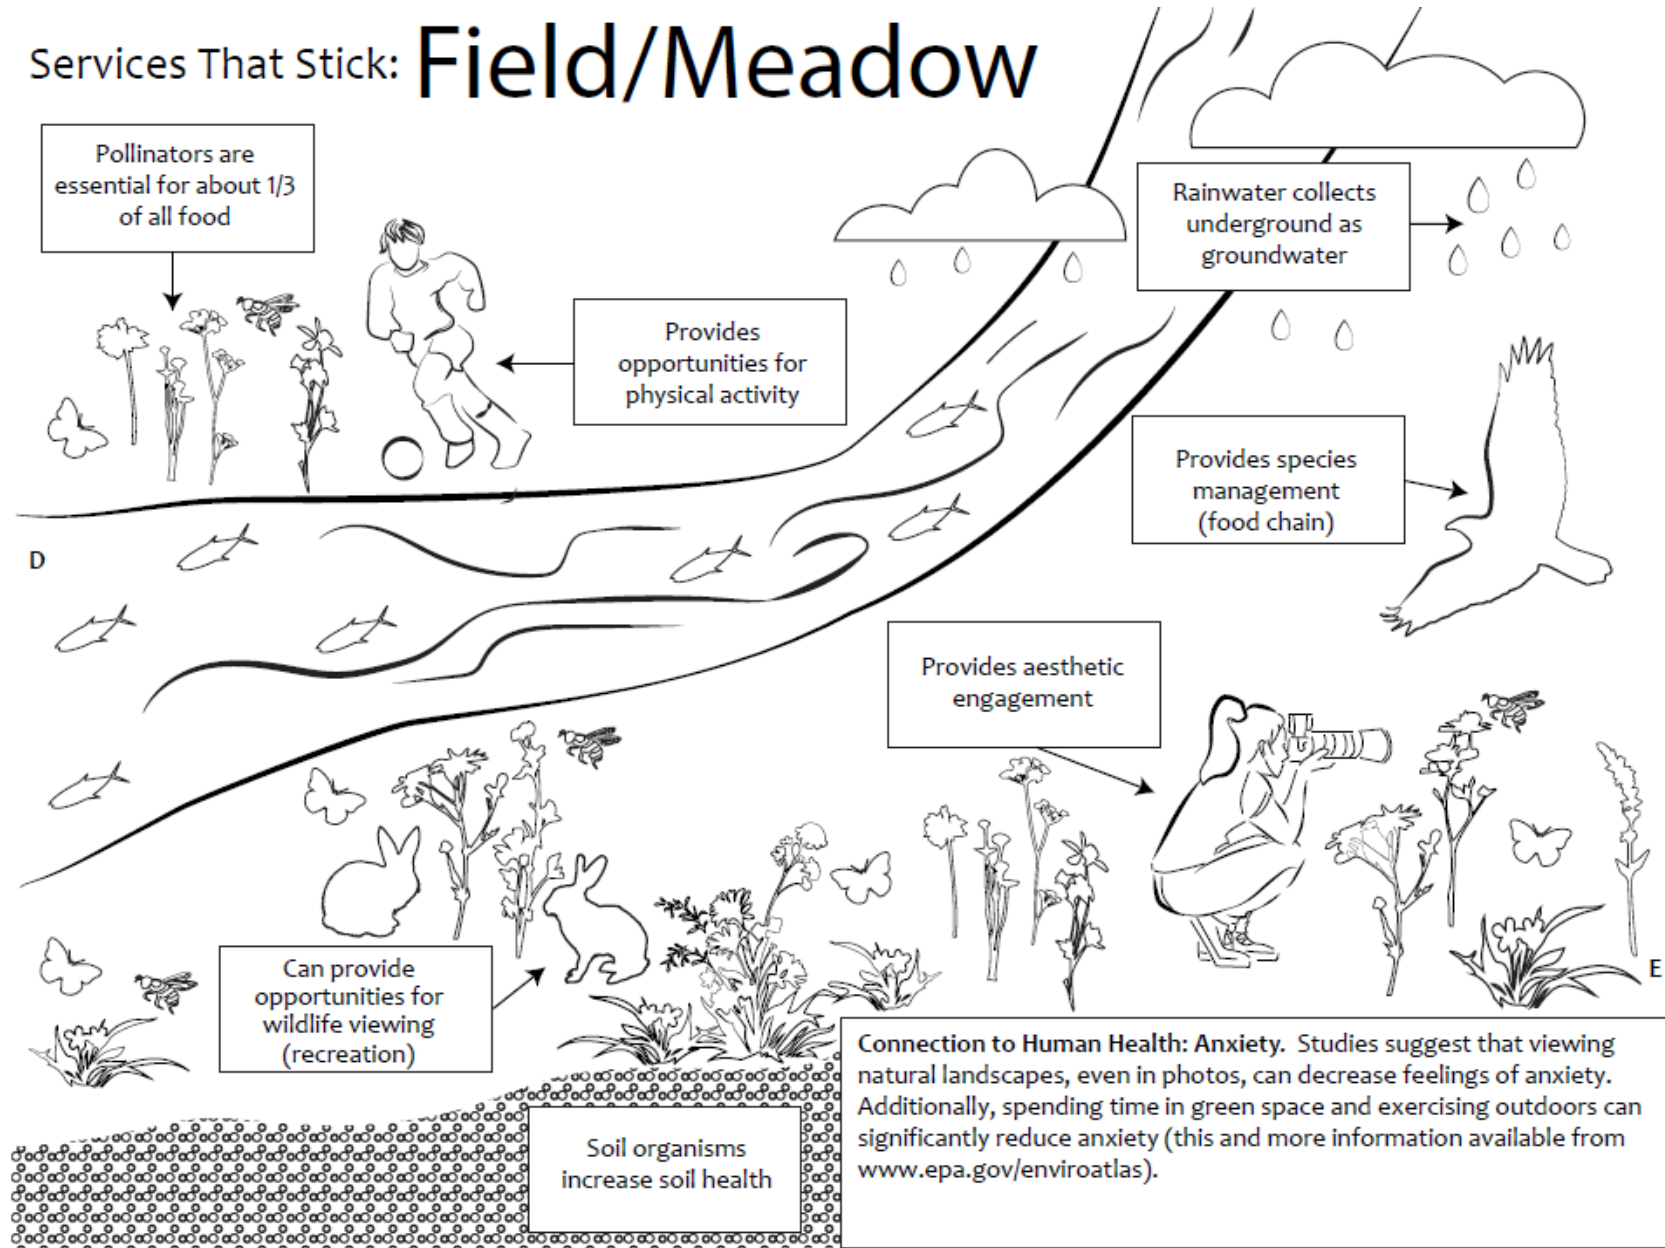 Services That Stick: Field/Meadow
Pollinators are
essential for about 1/3
of all food
Provides
opportunities for
physical activity
Rainwater collects
underground as
groundwater
Provides species
management
(food chain)
D
Provides aesthetic
engagement
Can provide
opportunities for
wildlife viewing
(recreation)
E
Soil organisms
increase soil health
Connection to Human Health: Anxiety. Studies suggest that viewing
natural landscapes, even in photos, can decrease feelings of anxiety.
Additionally, spending time in green space and exercising outdoors can
significantly reduce anxiety (this and more information available from
www.epa.gov/enviroatlas).